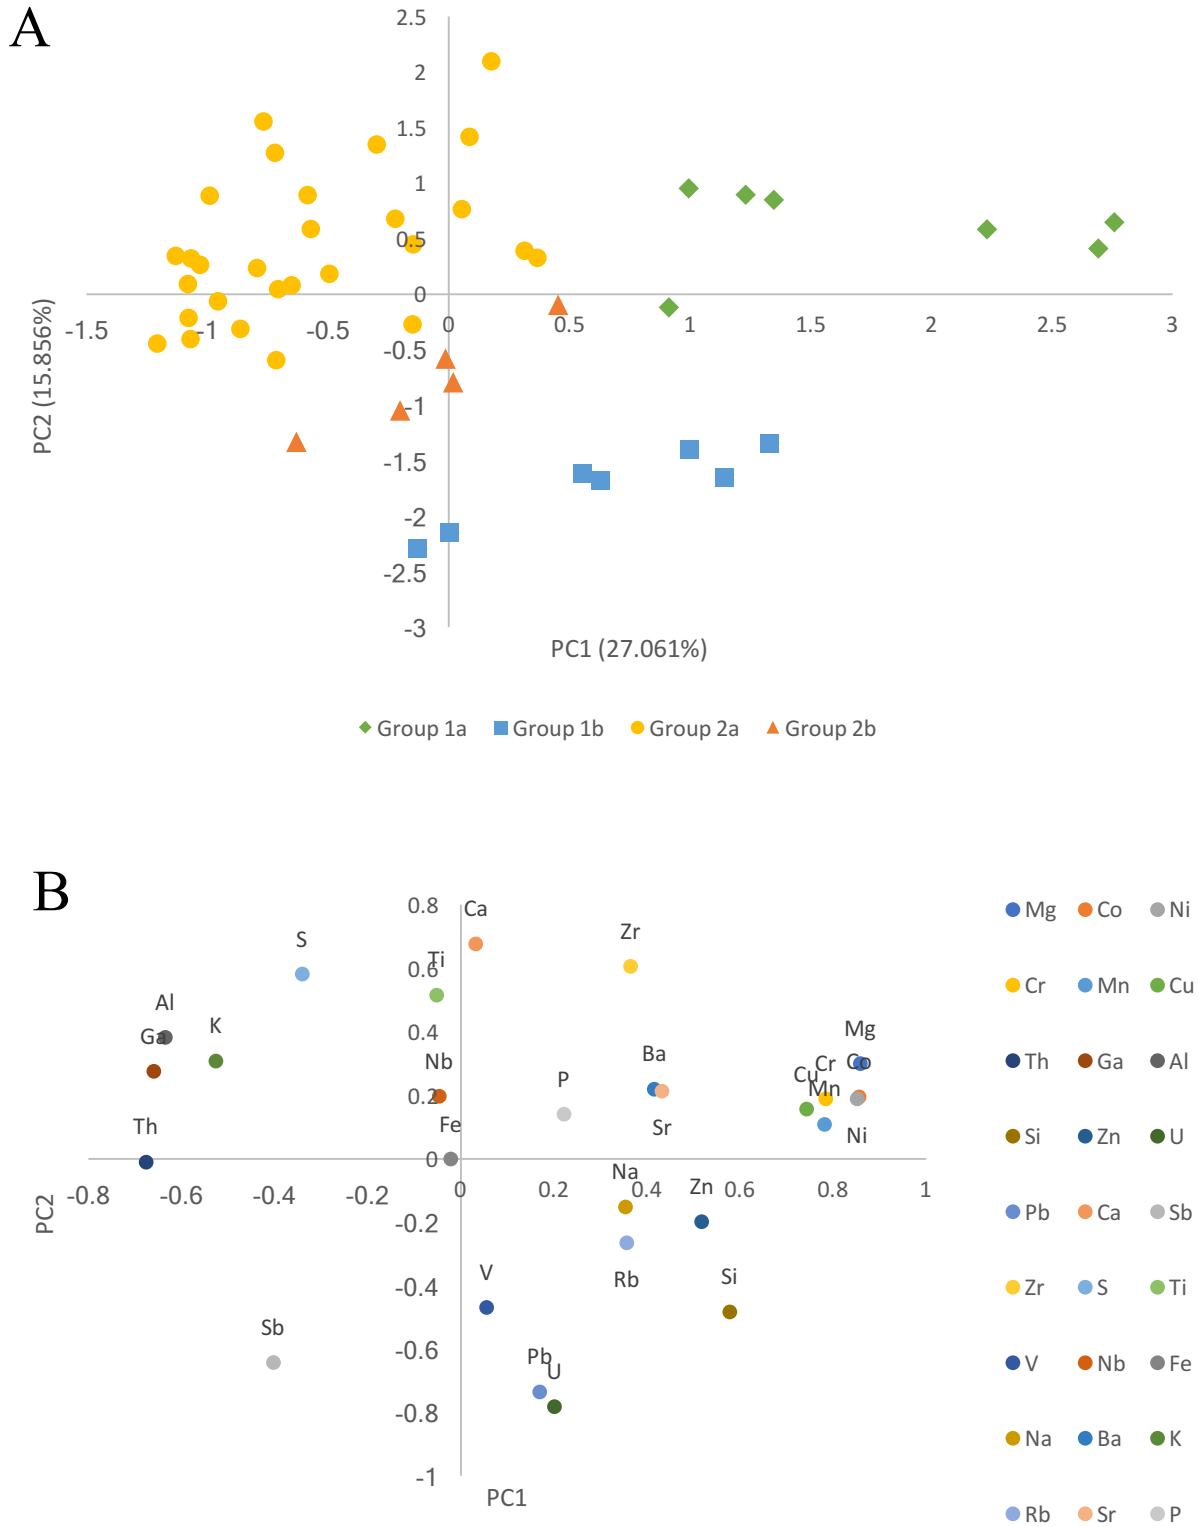 A
2.5
2
1.5
1
0.5
0
-1.5 -1 -0.5 0 0.5 1 1.5 2 2.5 3
-0.5
-1
-1.5
-2
-2.5
-3
PC2 (15.856%)
PC1 (27.061%)
Group 1a Group 1b Group 2a Group 2b
B
0.8
0.6
0.4
0.2
0
-0.8 -0.6 -0.4 -0.2 0 0.2 0.4 0.6 0.8 1
-0.2
-0.4
-0.6
-0.8
-1
PC2
PC1
Ca
S
Zr
Ti
Al
Ga
K
Mg
Co
Cr
Cu
Mn
Ni
Nb
Ba
P
Sr
Th
Fe
Na
Zn
Rb
Si
V
Sb
Pb
U
Mg Co Ni
Cr Mn Cu
Th Ga Al
Si Zn U
Pb Ca Sb
Zr S Ti
V Nb Fe
Na Ba K
Rb Sr P